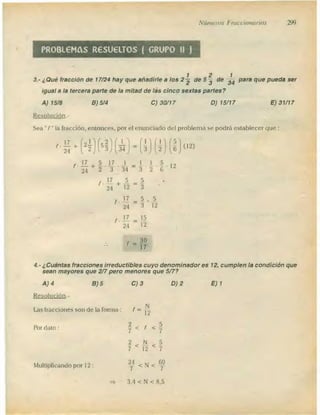 Números Fraccionarios 299
PROBLEMAS RESUELTOS ( GRUPO II )
3.- ¿Qué fracción de 17/24 hay que añadirle a los 2 1/2 de 5 2/3 de 1/34 para que pueda ser
igual a la tercera parte de la mitad de las cinco sextas partes?
A) 15/8 B) 5/4 C) 30/17 D) 15/17 E) 31/17
Resolución.-
Sea "f" la fracción, entonces, por el enunciado del problema se podrá establecer que :
f · 17/24 + (2 1/2) (5 2/3) (1/34) = (1/3) (1/2) (5/6) (12)
f · 17/24 + 5/2 · 17/3 · 1/34 = 1/3 · 1/2 · 5/6 · 12
f · 17/24 + 5/12 = 5/3
f · 17/24 = 5/3 - 5/12
f · 17/24 = 15/12
∴ f = 30/17
4.- ¿Cuántas fracciones irreductibles cuyo denominador es 12, cumplen la condición que
sean mayores que 2/7 pero menores que 5/7?
A) 4 B) 5 C) 3 D) 2 E) 1
Resolución.-
Las fracciones son de la forma : f = N/12
Por dato : 2/7 < f < 5/7
2/7 < N/12 < 5/7
Multiplicando por 12 : 24/7 < N < 60/7
⇒ 3,4 < N < 8,5